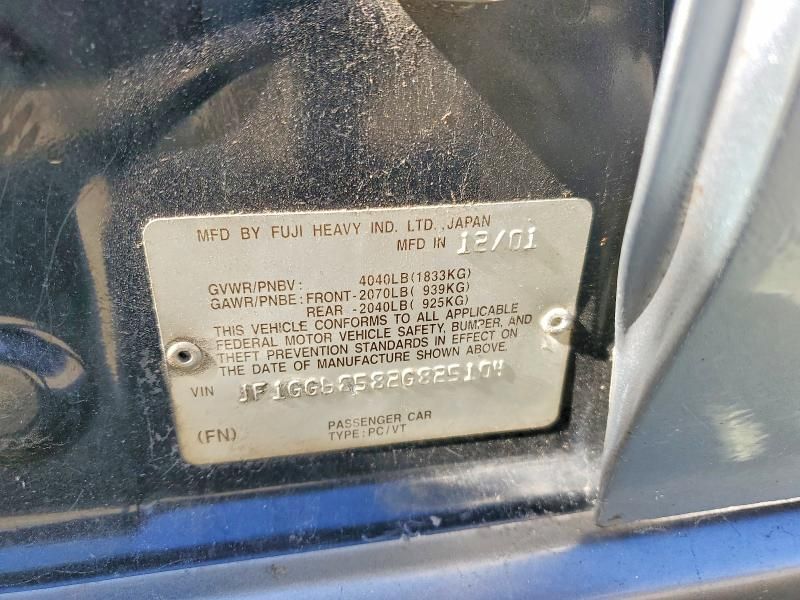 MFD BY FUJI HEAVY IND. LTD.,JAPAN
MFD IN 12/01
GVWR/PNBV: 4040LB(1833KG)
GAWR/PNBE: FRONT-2070LB( 939KG)
REAR -2040LB( 925KG)
THIS VEHICLE CONFORMS TO ALL APPLICABLE
FEDERAL MOTOR VEHICLE SAFETY, BUMPER, AND
THEFT PREVENTION STANDARDS IN EFFECT ON
THE DATE OF MANUFACTURE SHOWN ABOVE.
VIN JF1GG68582G825104
PASSENGER CAR
(FN) TYPE:PC/VT